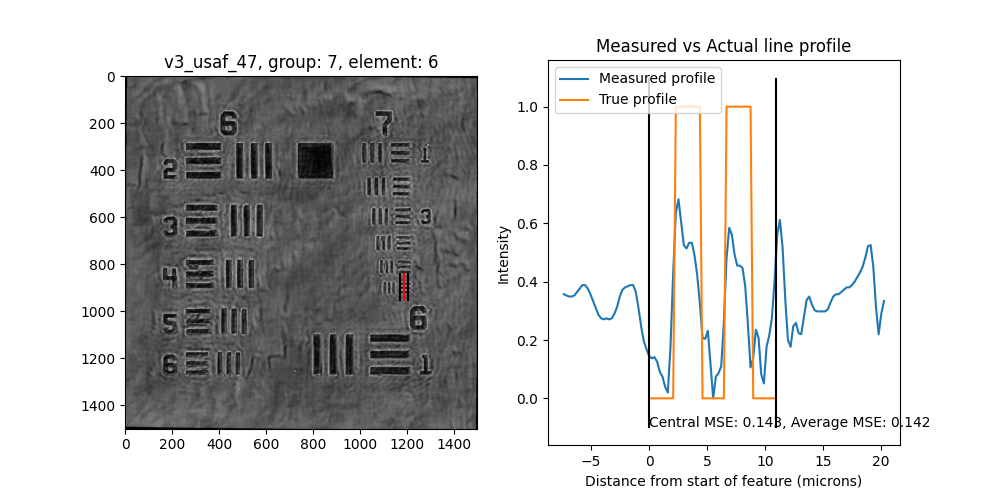 v3_usaf_47, group: 7, element: 6
0
200
400
600
800
1000
1200
1400
0 200 400 600 800 1000 1200 1400
6 7
2 1
3 3
4
5 6
6 1
Measured vs Actual line profile
Measured profile
True profile
Intensity
1.0
0.8
0.6
0.4
0.2
0.0
Central MSE: 0.143, Average MSE: 0.142
−5 0 5 10 15 20
Distance from start of feature (microns)